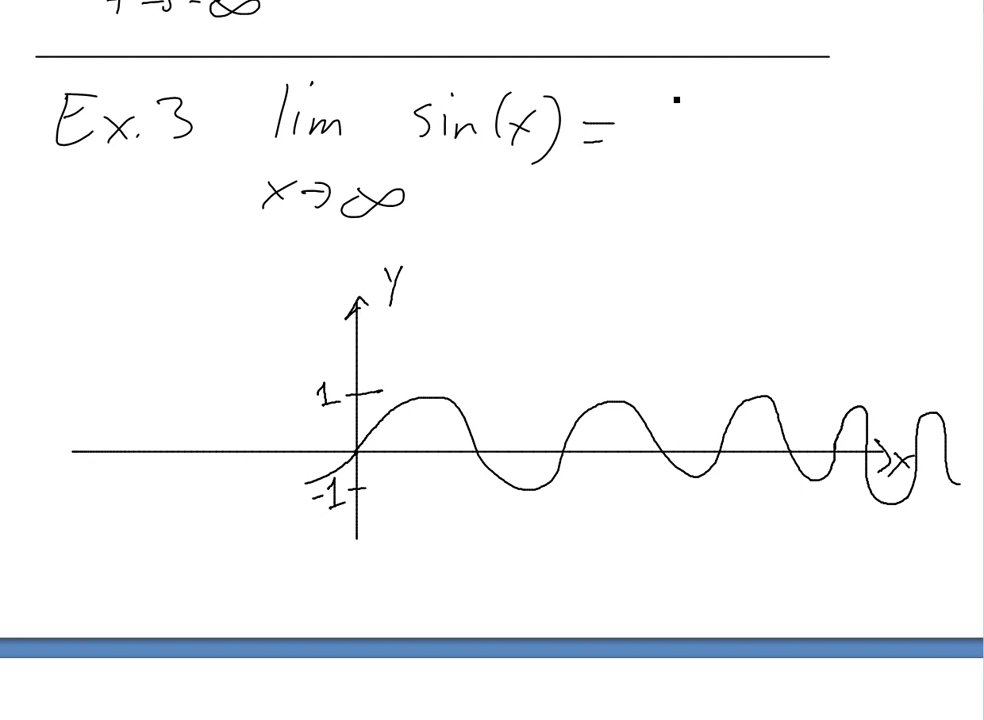 Ex. 3 lim sin(x) =
x→∞
Y
1
-1
x